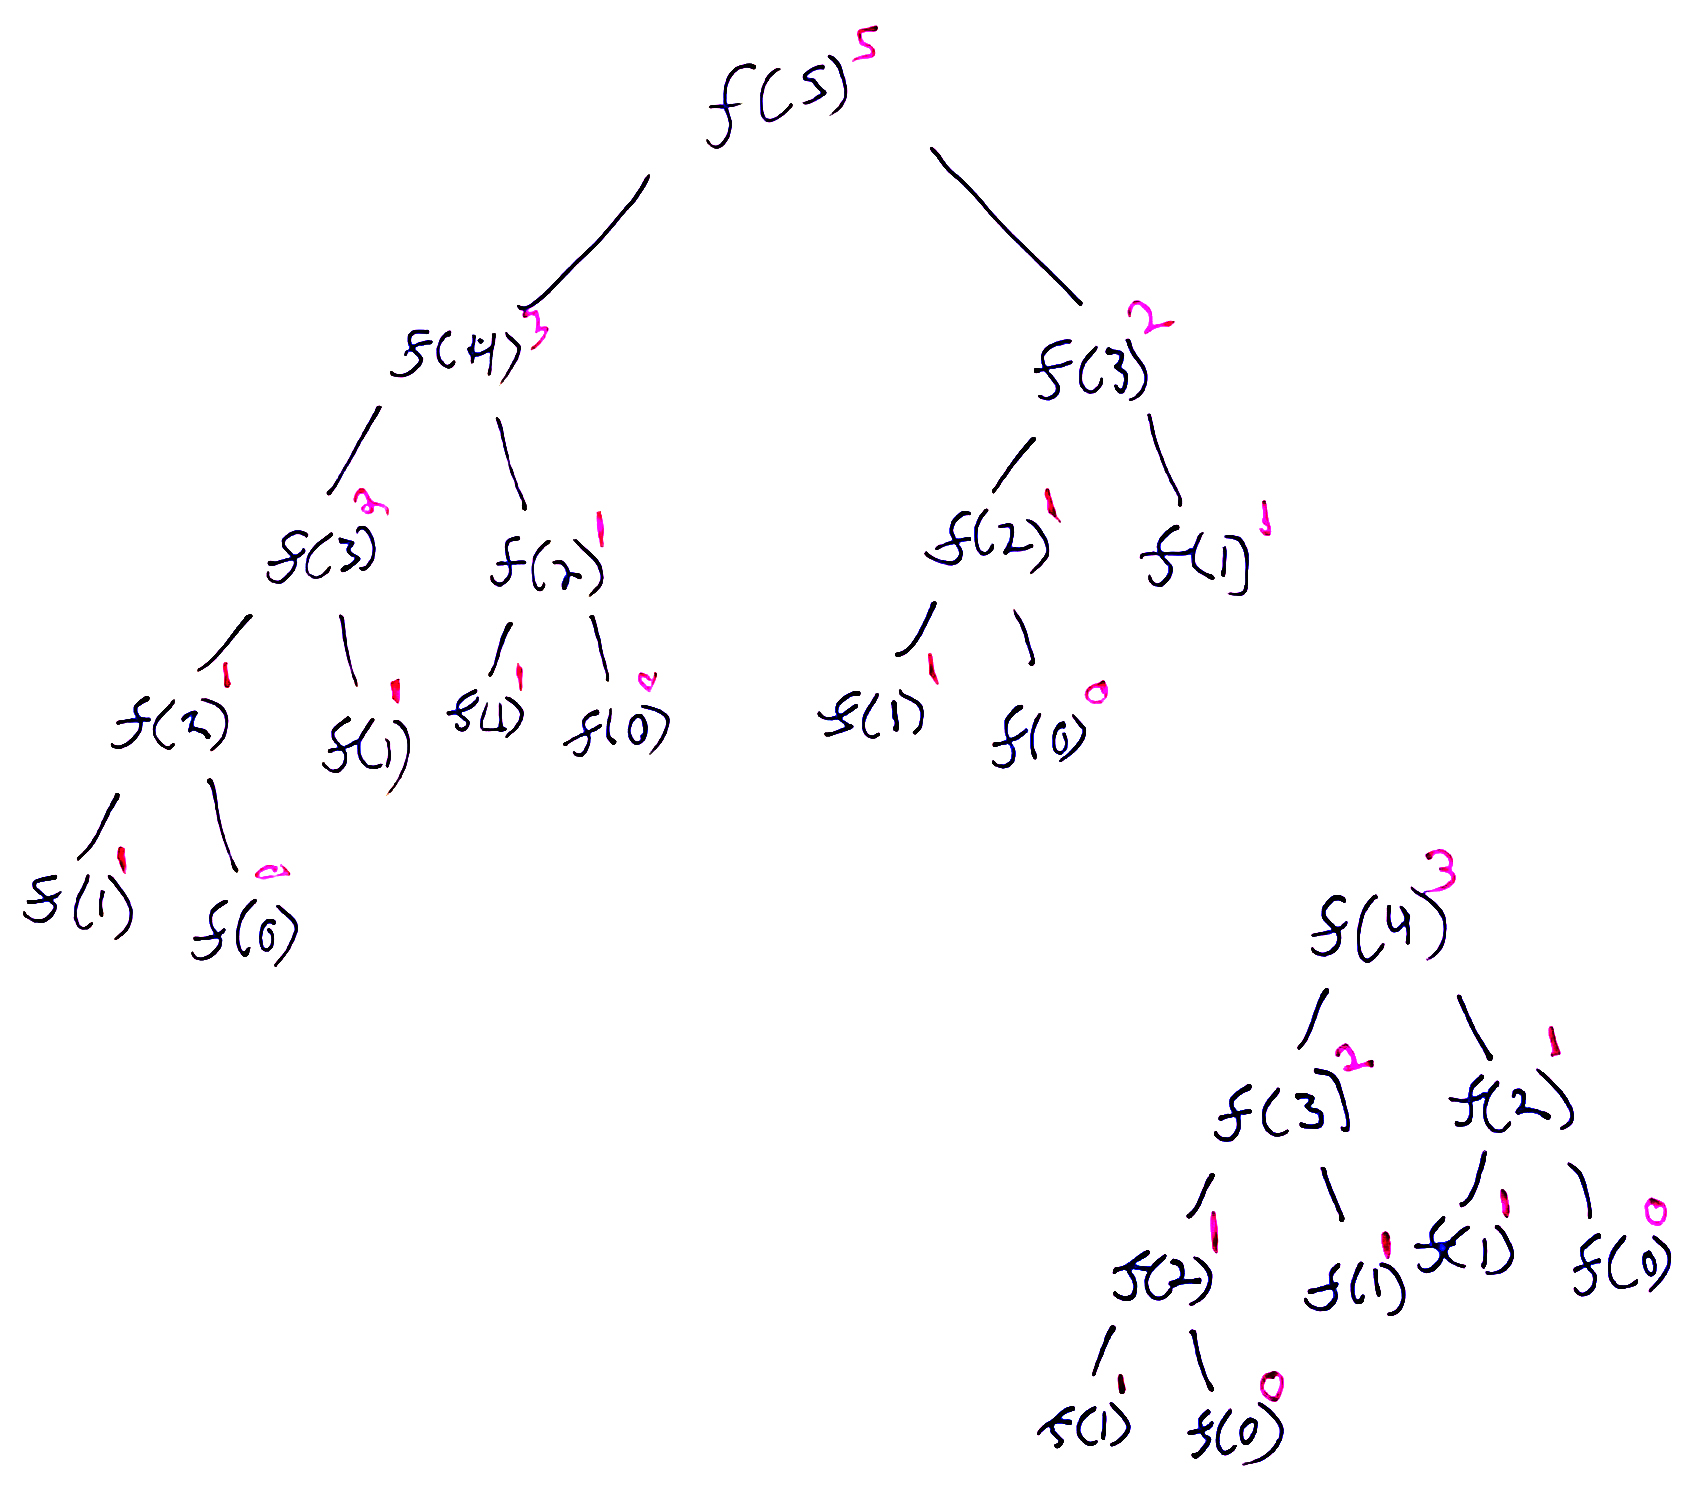 f(5) 5
f(4) 3 f(3) 2
f(3) 2 f(2) 1 f(2) 1 f(1) 1
f(2) 1 f(1) 1 f(1) 1 f(0) 0 f(1) 1 f(0) 0
f(1) 1 f(0) 0
f(4) 3
f(3) 2 f(2) 1
f(2) 1 f(1) 1 f(1) 1 f(0) 0
f(1) 1 f(0) 0